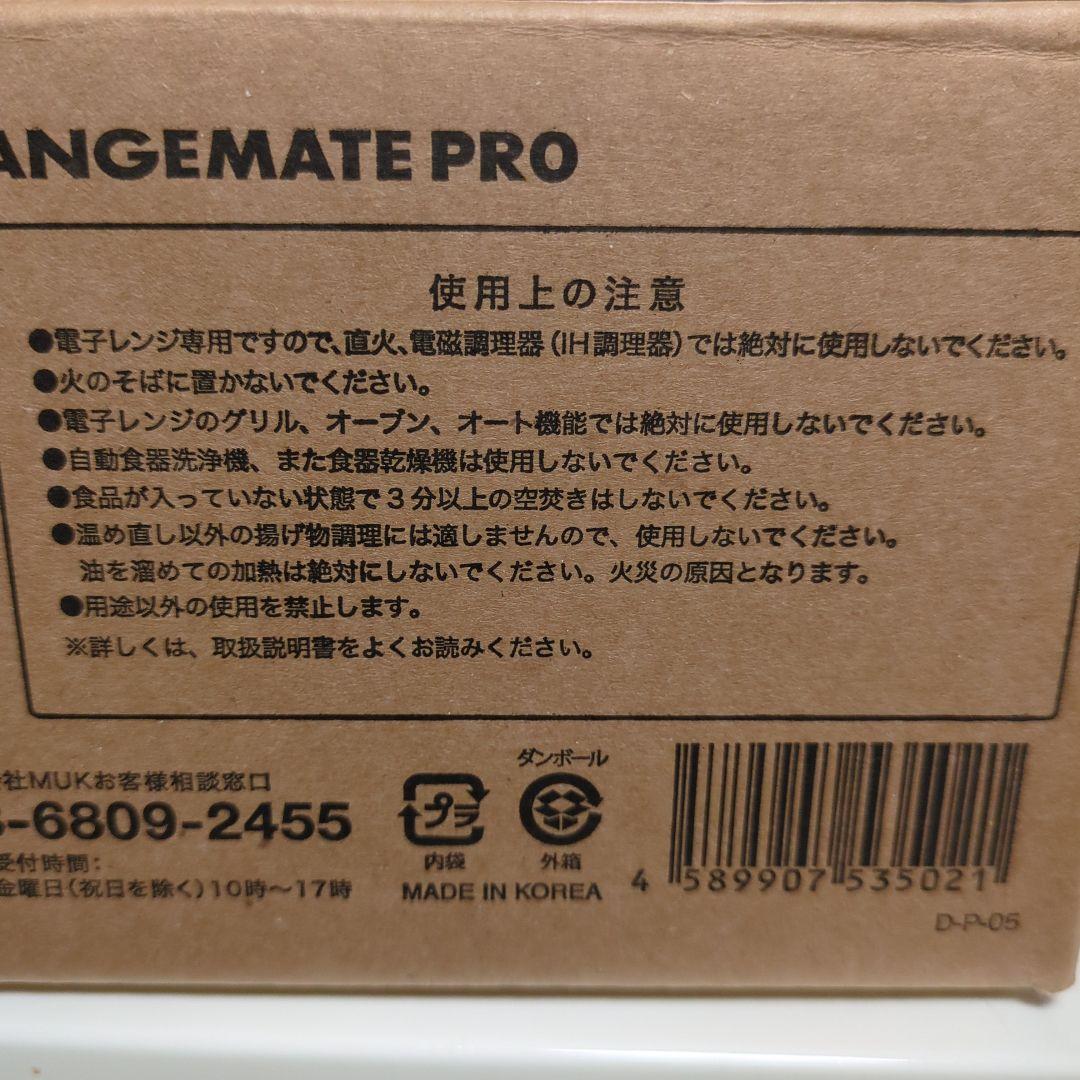 ANGEMATE PRO
使用上の注意
●電子レンジ専用ですので、直火、電磁調理器(IH調理器)では絶対に使用しないでください。
●火のそばに置かないでください。
●電子レンジのグリル、オーブン、オート機能では絶対に使用しないでください。
●自動食器洗浄機、また食器乾燥機は使用しないでください。
●食品が入っていない状態で3分以上の空焚きはしないでください。
●温め直し以外の揚げ物調理には適しませんので、使用しないでください。
油を溜めての加熱は絶対にしないでください。火災の原因となります。
●用途以外の使用を禁止します。
※詳しくは、取扱説明書をよくお読みください。
社MUKお客様相談窓口
-6809-2455
受付時間:
金曜日(祝日を除く)10時～17時
プラ
内袋
ダンボール
外箱
MADE IN KOREA
4 589907 535021
D-P-05